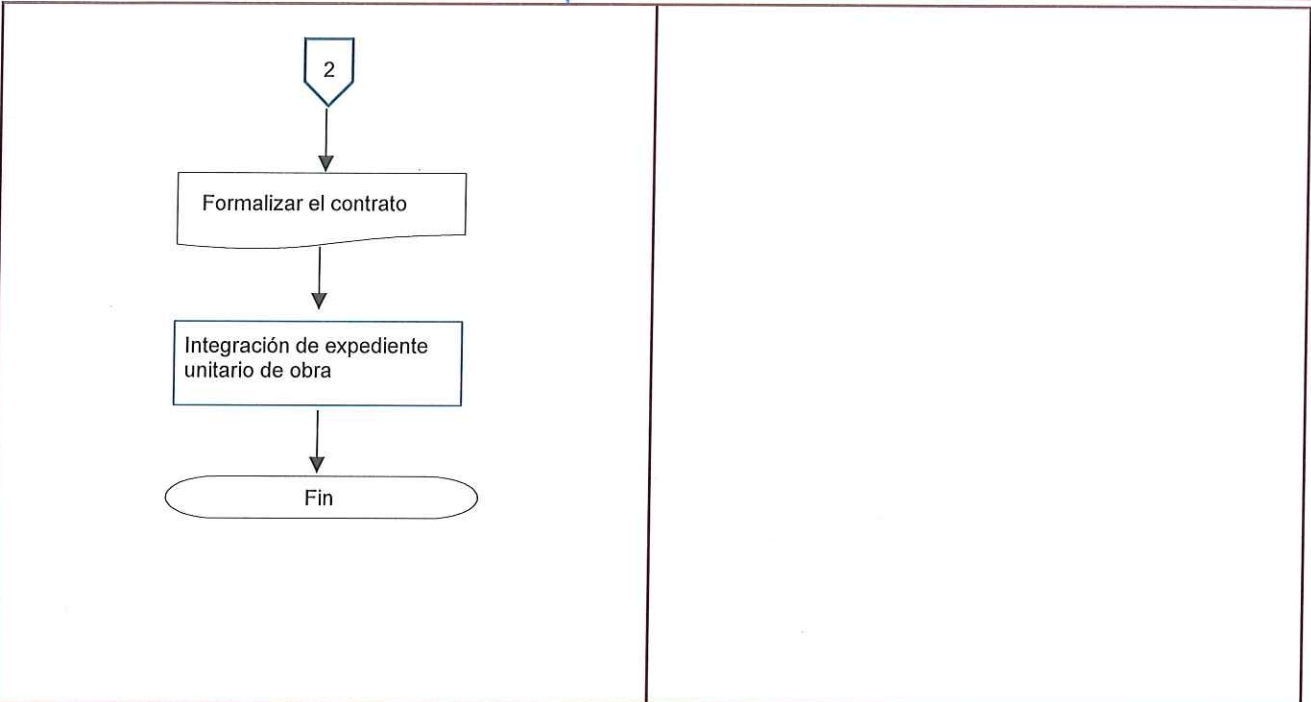 2
Formalizar el contrato
Integración de expediente
unitario de obra
Fin